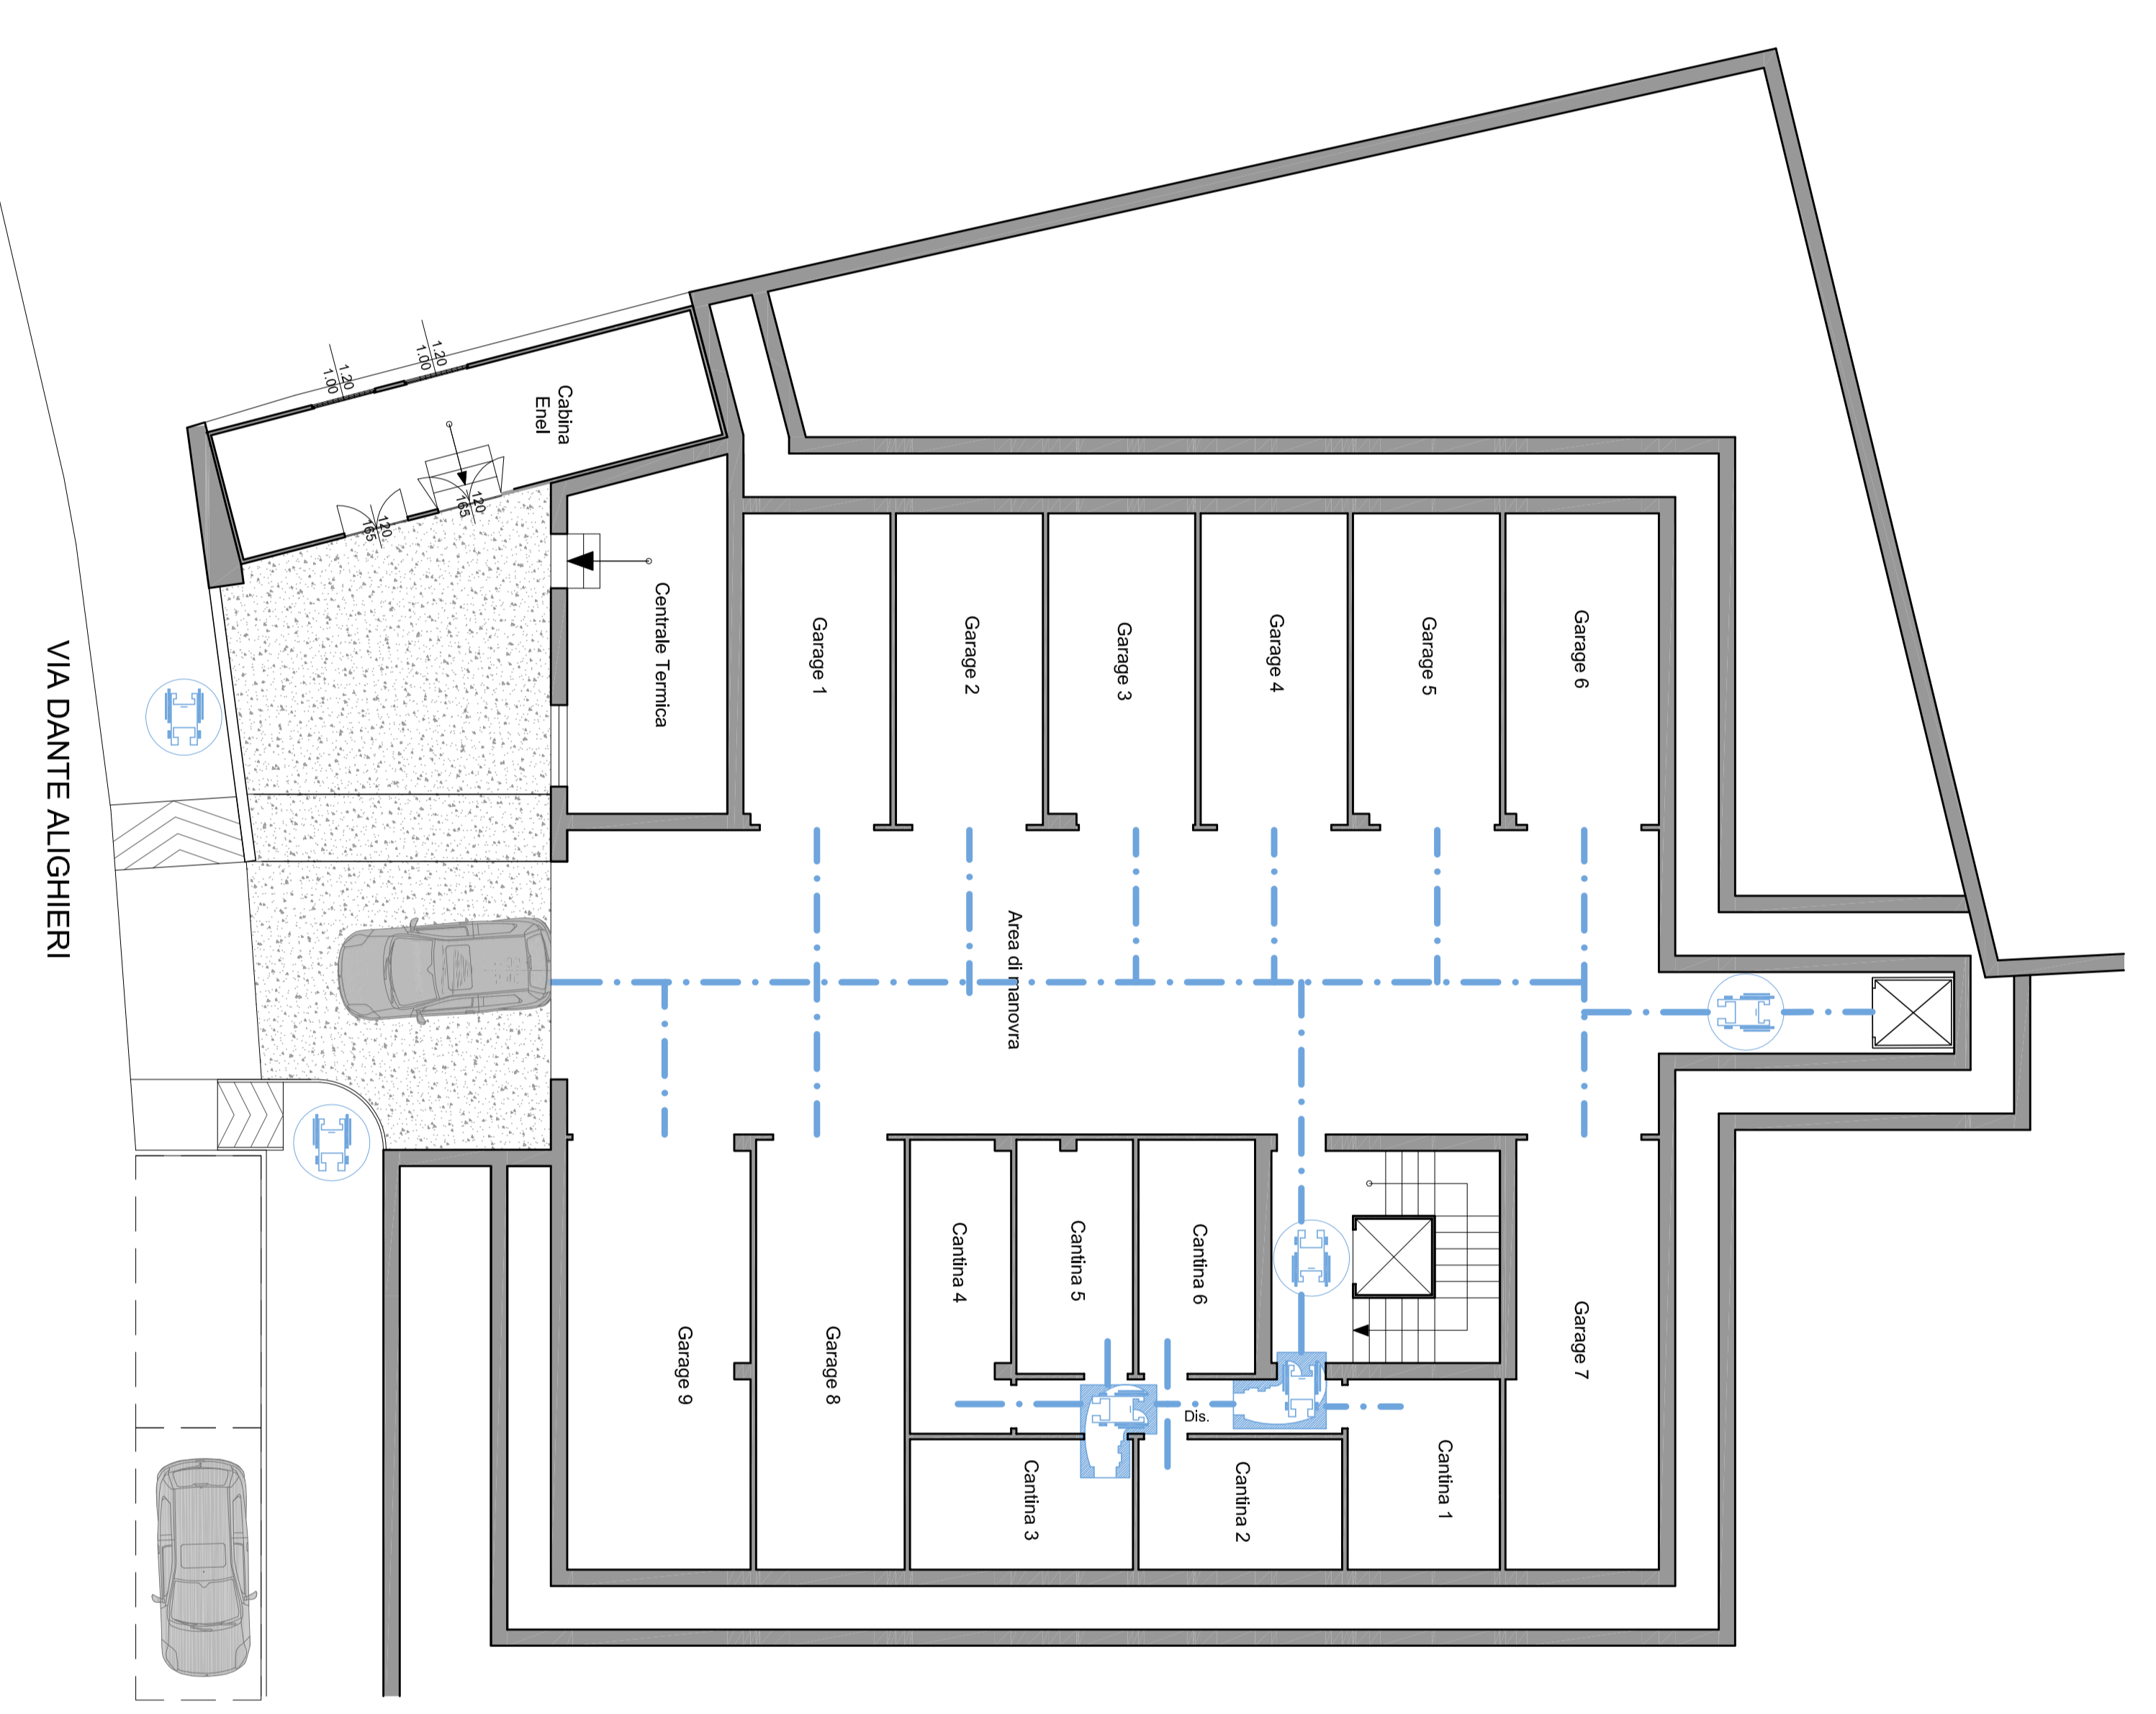 VIA DANTE ALIGHIERI
Cabina
Enel
1.20
1.00
1.20
1.00
120
165
120
165
Centrale Termica
Garage 1
Garage 2
Garage 3
Garage 4
Garage 5
Garage 6
Area di manovra
Garage 9
Garage 8
Cantina 4
Cantina 5
Cantina 6
Garage 7
Dis.
Cantina 3
Cantina 2
Cantina 1